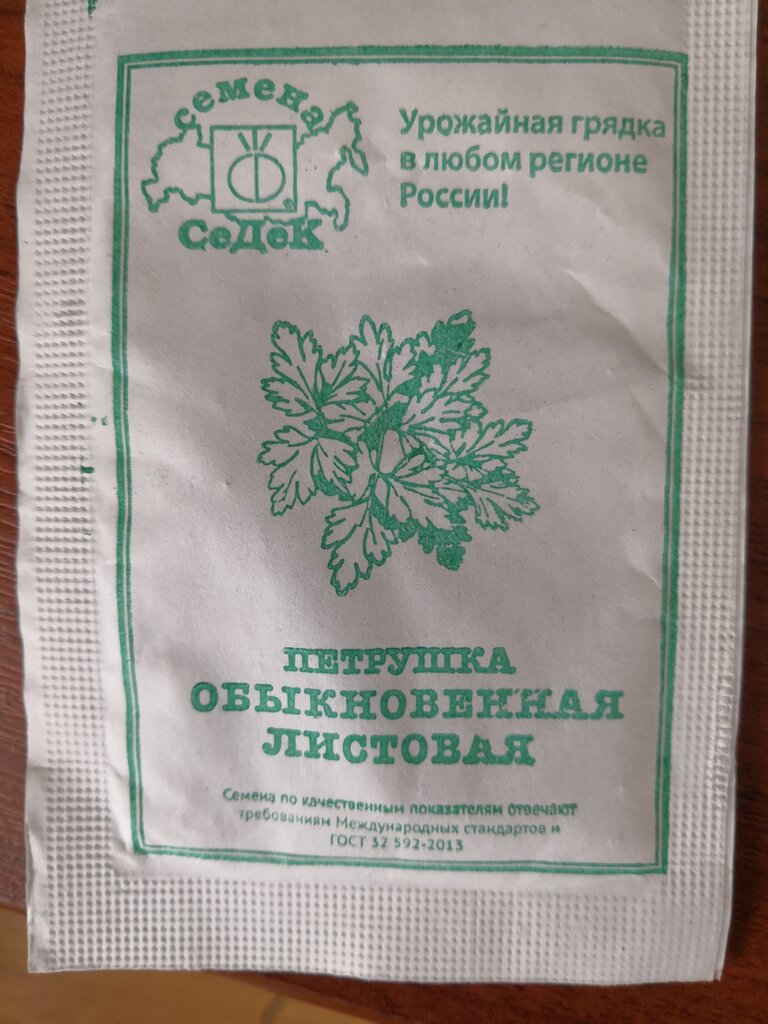 семена
СеДеК
Урожайная грядка
в любом регионе
России!
ПЕТРУШКА
ОБЫКНОВЕННАЯ
ЛИСТОВАЯ
Семена по качественным показателям отвечают
требованиям Международных стандартов и
ГОСТ 32 592-2013